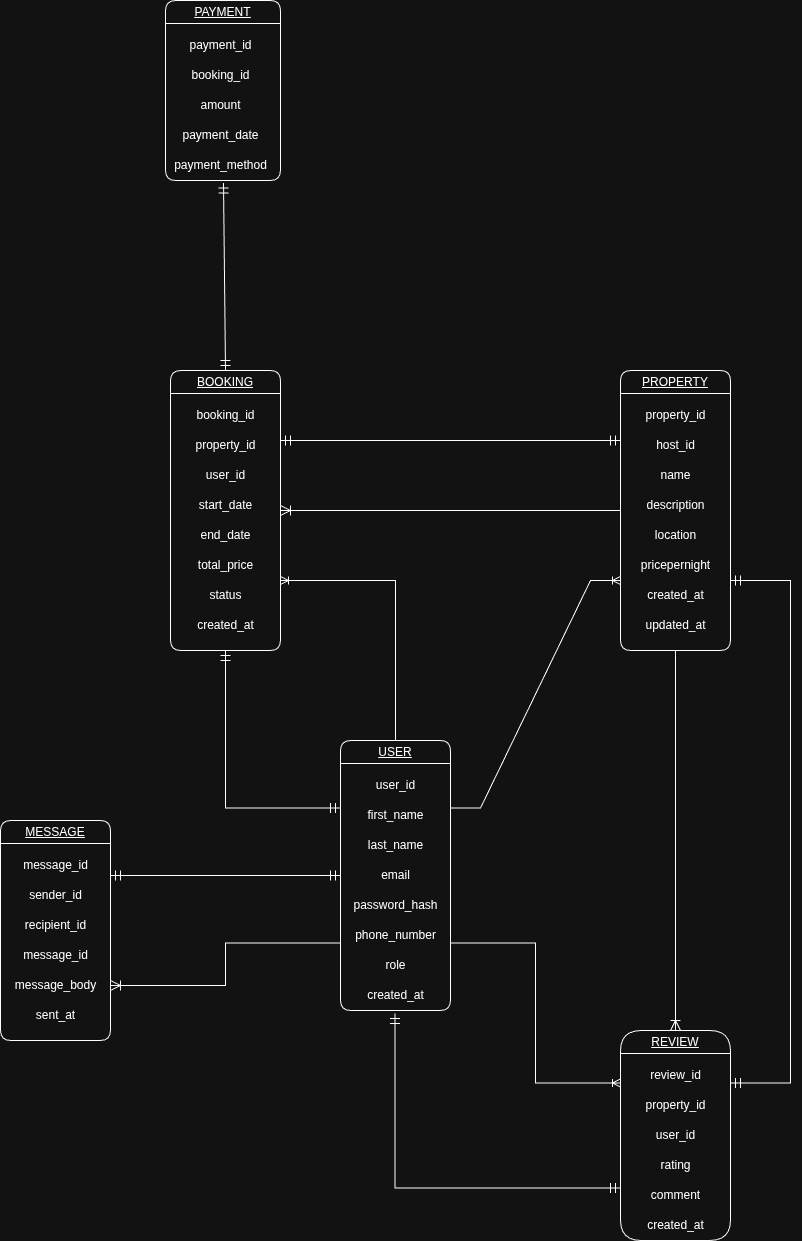 PAYMENT
payment_id
booking_id
amount
payment_date
payment_method
BOOKING
booking_id
property_id
user_id
start_date
end_date
total_price
status
created_at
PROPERTY
property_id
host_id
name
description
location
pricepernight
created_at
updated_at
USER
user_id
first_name
last_name
email
password_hash
phone_number
role
created_at
MESSAGE
message_id
sender_id
recipient_id
message_id
message_body
sent_at
REVIEW
review_id
property_id
user_id
rating
comment
created_at